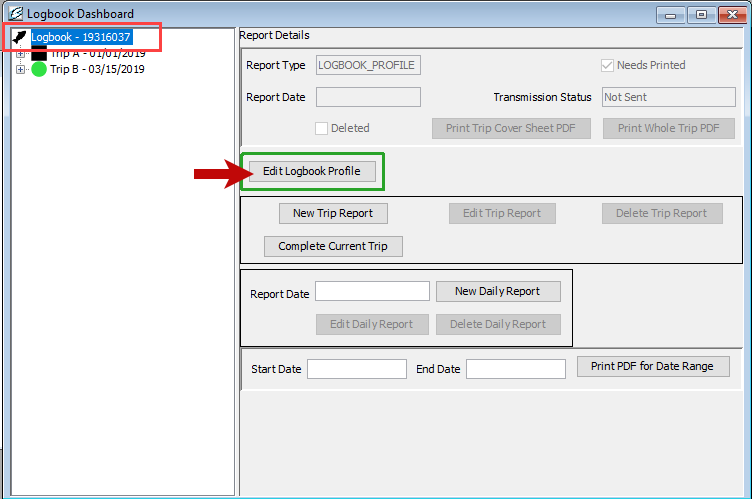 Logbook Dashboard
Logbook - 19316037
Trip A - 01/01/2019
Trip B - 03/15/2019
Report Details
Report Type LOGBOOK_PROFILE Needs Printed
Report Date Transmission Status Not Sent
Deleted Print Trip Cover Sheet PDF Print Whole Trip PDF
Edit Logbook Profile
New Trip Report Edit Trip Report Delete Trip Report
Complete Current Trip
Report Date New Daily Report
Edit Daily Report Delete Daily Report
Start Date End Date Print PDF for Date Range